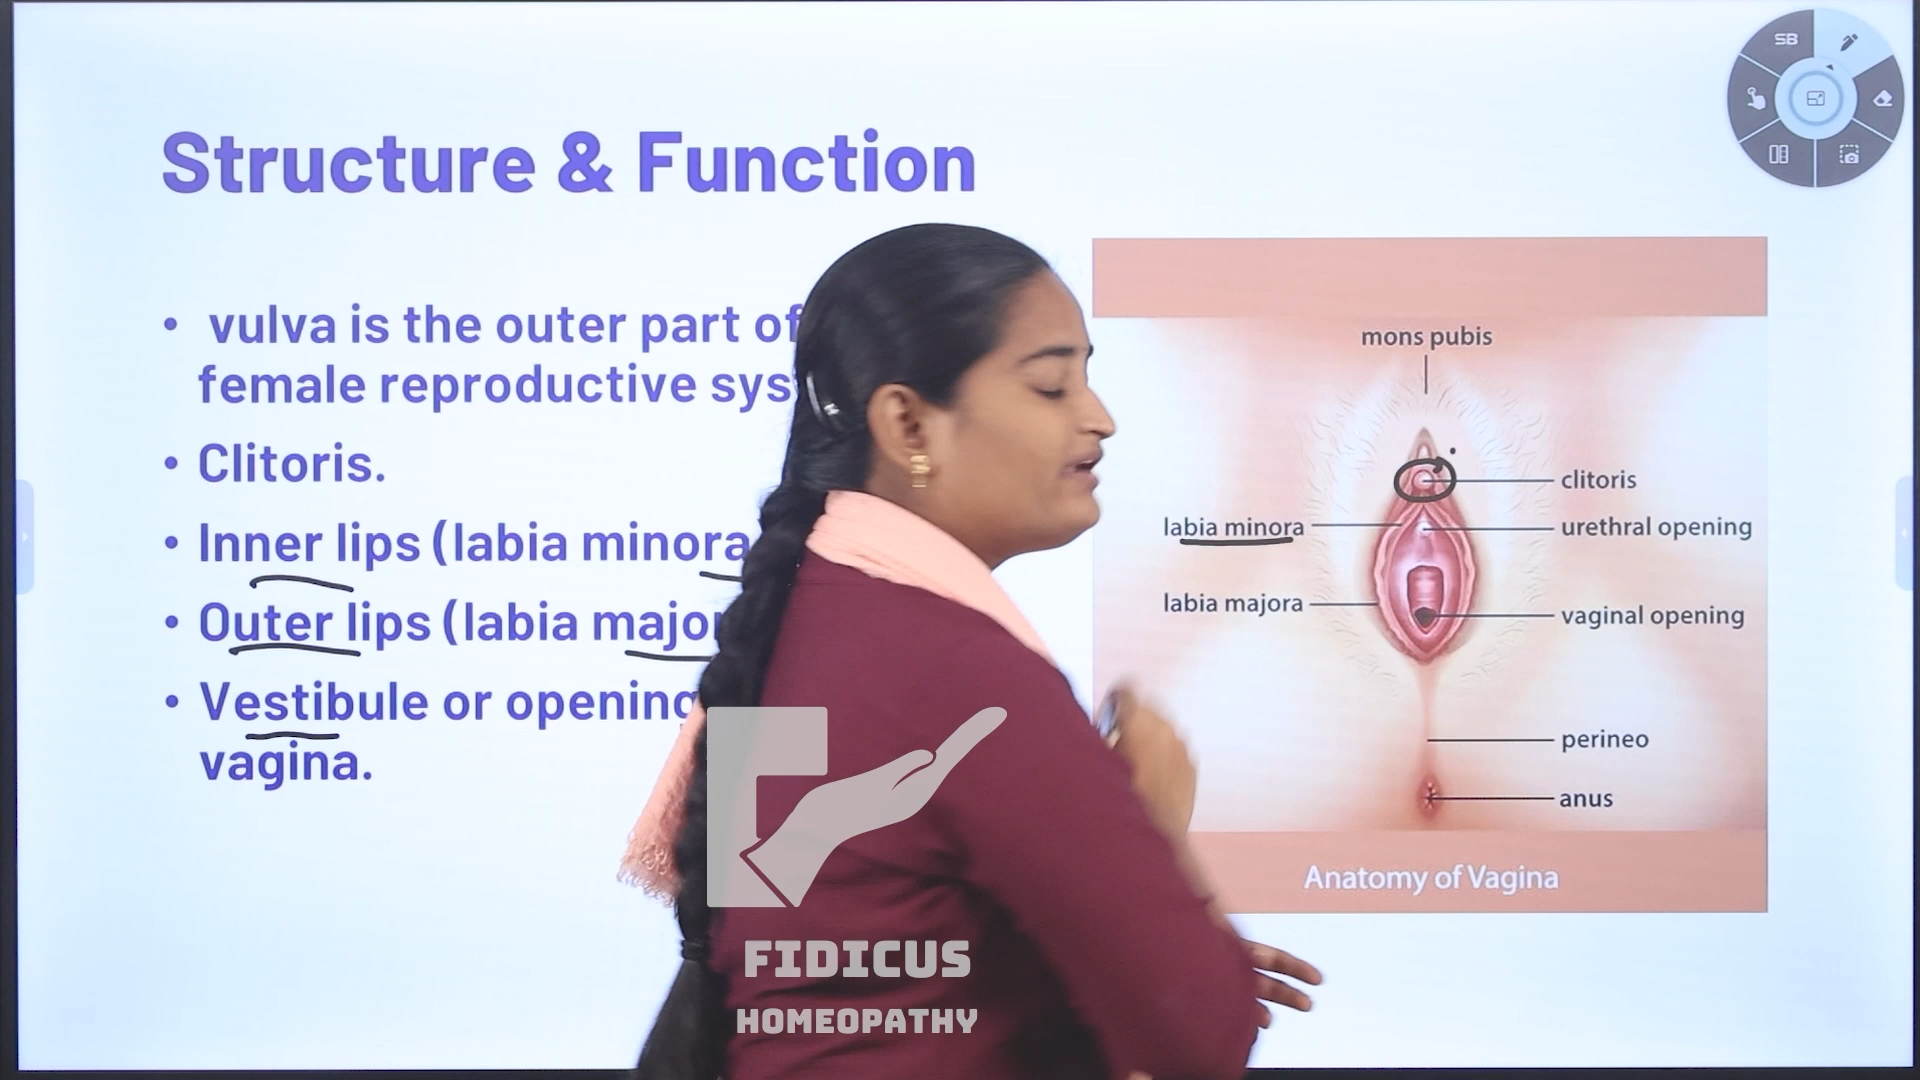 SB
Structure & Function
• vulva is the outer part of
female reproductive
• Clitoris.
• Inner lips (labia minora
• Outer lips (labia
• Vestibule or opening
vagina.
mons pubis
clitoris
labia minora
urethral opening
labia majora
vaginal opening
perineo
anus
Anatomy of Vagina
FIDICUS
HOMEOPATHY